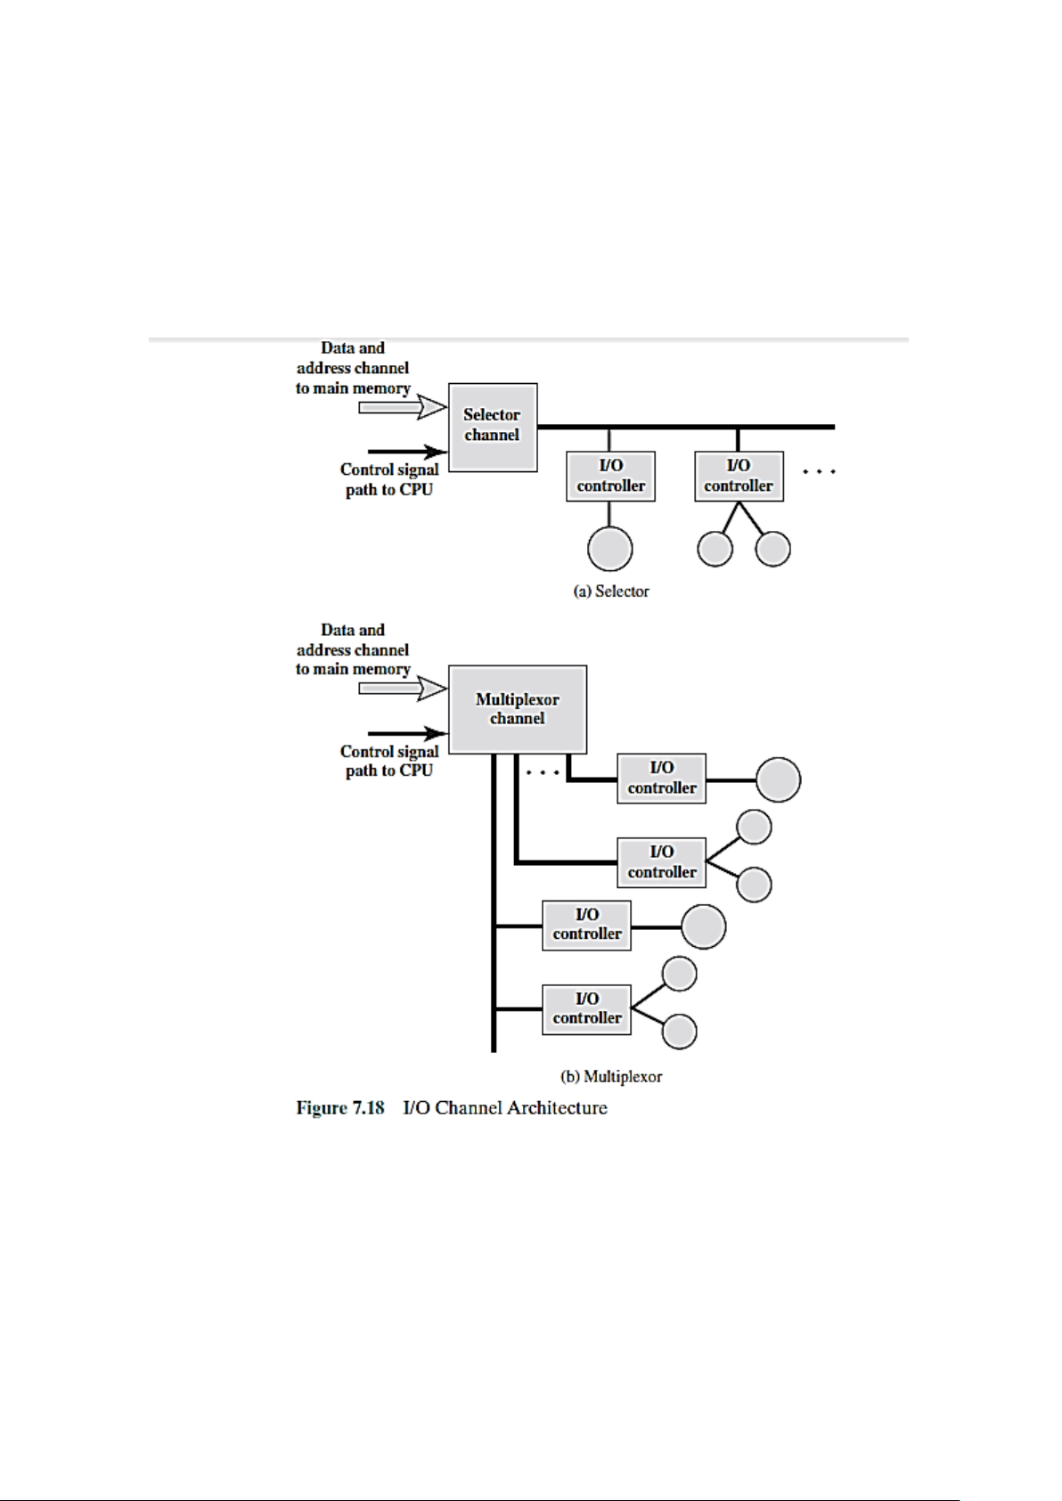 Data and
address channel
to main memory
Selector
channel
Control signal
path to CPU
I/O
controller
I/O
controller
. . .
(a) Selector
Data and
address channel
to main memory
Multiplexor
channel
Control signal
path to CPU
. . .
I/O
controller
I/O
controller
I/O
controller
I/O
controller
(b) Multiplexor
Figure 7.18 I/O Channel Architecture